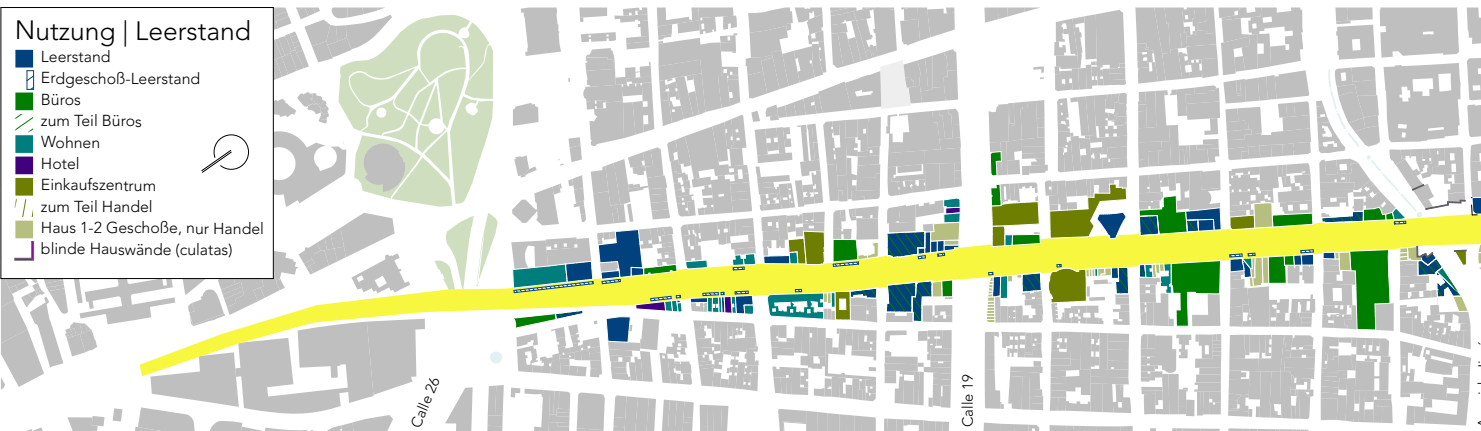 Nutzung | Leerstand
Leerstand
Erdgeschoß-Leerstand
Büros
zum Teil Büros
Wohnen
Hotel
Einkaufszentrum
zum Teil Handel
Haus 1-2 Geschoße, nur Handel
blinde Hauswände (culatas)
Calle 26
Calle 19